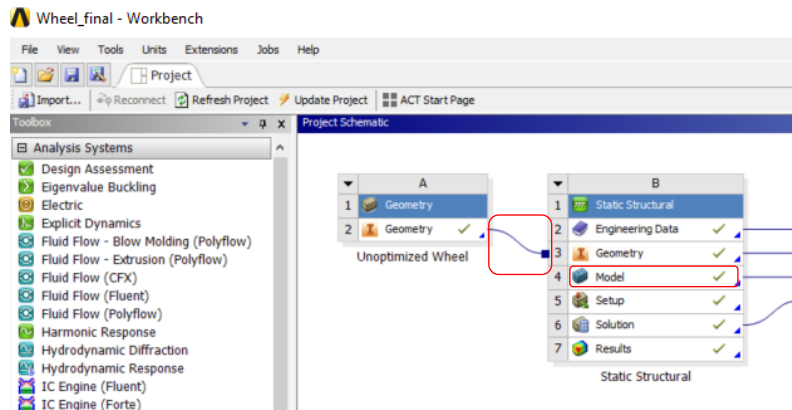 Wheel_final - Workbench
File View Tools Units Extensions Jobs Help
Project
Import... Reconnect Refresh Project Update Project ACT Start Page
Toolbox
Analysis Systems
Design Assessment
Eigenvalue Buckling
Electric
Explicit Dynamics
Fluid Flow - Blow Molding (Polyflow)
Fluid Flow - Extrusion (Polyflow)
Fluid Flow (CFX)
Fluid Flow (Fluent)
Fluid Flow (Polyflow)
Harmonic Response
Hydrodynamic Diffraction
Hydrodynamic Response
IC Engine (Fluent)
IC Engine (Forte)
Project Schematic
A
1 Geometry
2 Geometry
Unoptimized Wheel
B
1 Static Structural
2 Engineering Data
3 Geometry
4 Model
5 Setup
6 Solution
7 Results
Static Structural